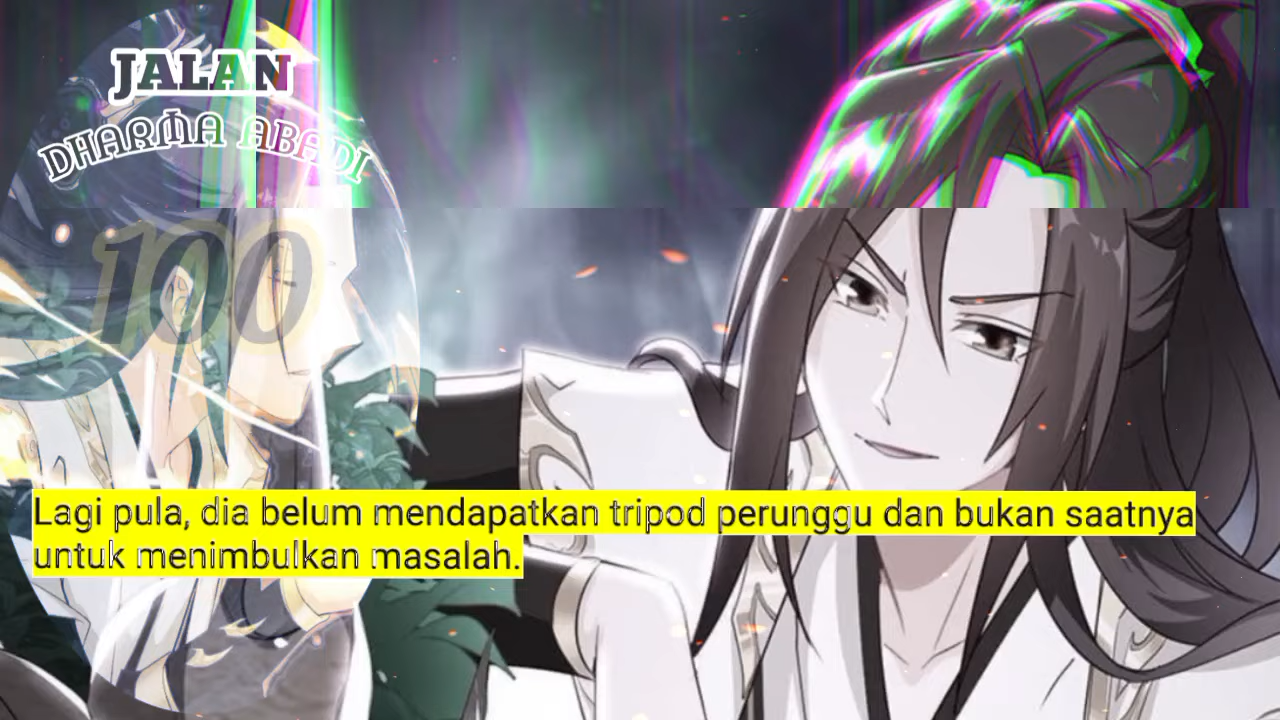 JALAN
DHARMA ABADI
100
Lagi pula, dia belum mendapatkan tripod perunggu dan bukan saatnya
untuk menimbulkan masalah.